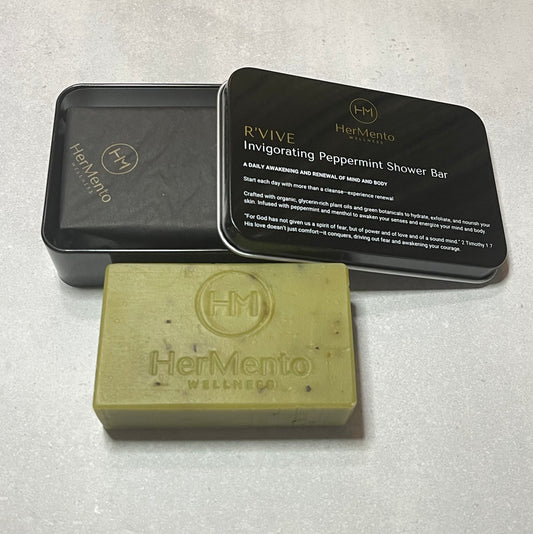 HM
HerMento
WELLNESS
R'VIVE
Invigorating Peppermint Shower Bar
A DAILY AWAKENING AND RENEWAL OF MIND AND BODY
Start each day with more than a cleanse—experience renewal
Crafted with organic, glycerin-rich plant oils and green botanicals to hydrate, exfoliate, and nourish your
skin. Infused with peppermint and menthol to awaken your senses and energize your mind and body
"For God has not given us a spirit of fear, but of power and of love and of a sound mind." 2 Timothy 1 7
His love doesn't just comfort—it conquers, driving out fear and awakening your courage.
HM
HerMento
WELLNESS
HM
HerMento
WELLNESS